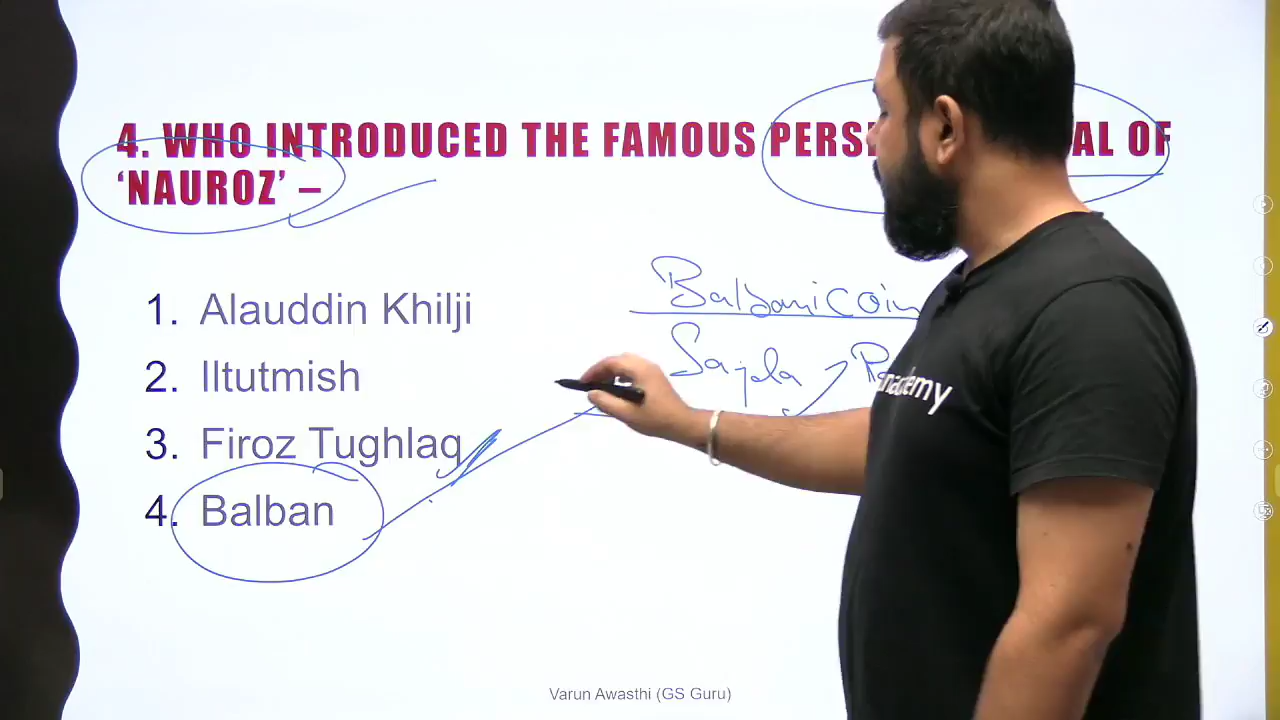 4. WHO INTRODUCED THE FAMOUS PERS AL OF
‘NAUROZ’ –
1. Alauddin Khilji
2. Iltutmish
3. Firoz Tughlaq
4. Balban
Balbani coin
Sajda
nacademy
Varun Awasthi (GS Guru)